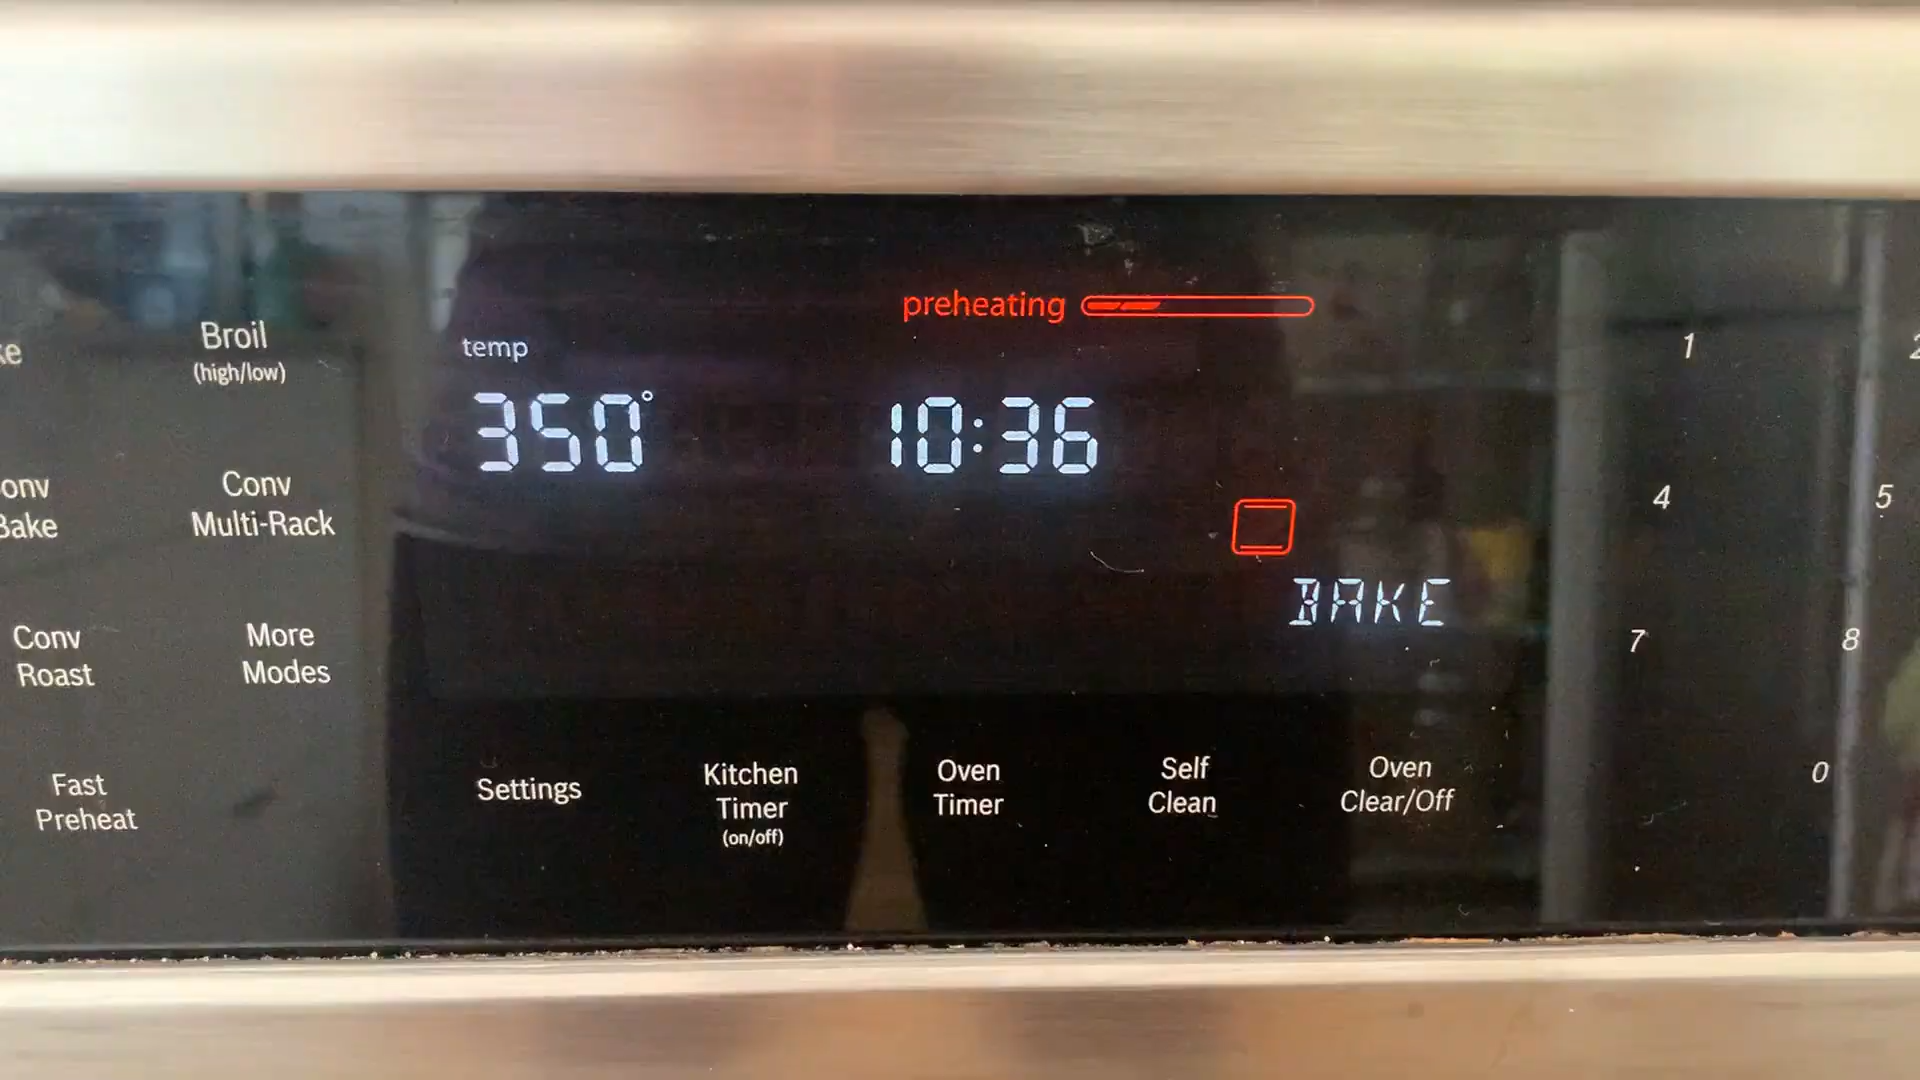 preheating
temp
350°
10:36
BAKE
Broil
(high/low)
Conv
Multi-Rack
Bake
Conv
Roast
More
Modes
Fast
Preheat
Settings
Kitchen
Timer
(on/off)
Oven
Timer
Self
Clean
Oven
Clear/Off
1
2
4
5
7
8
0